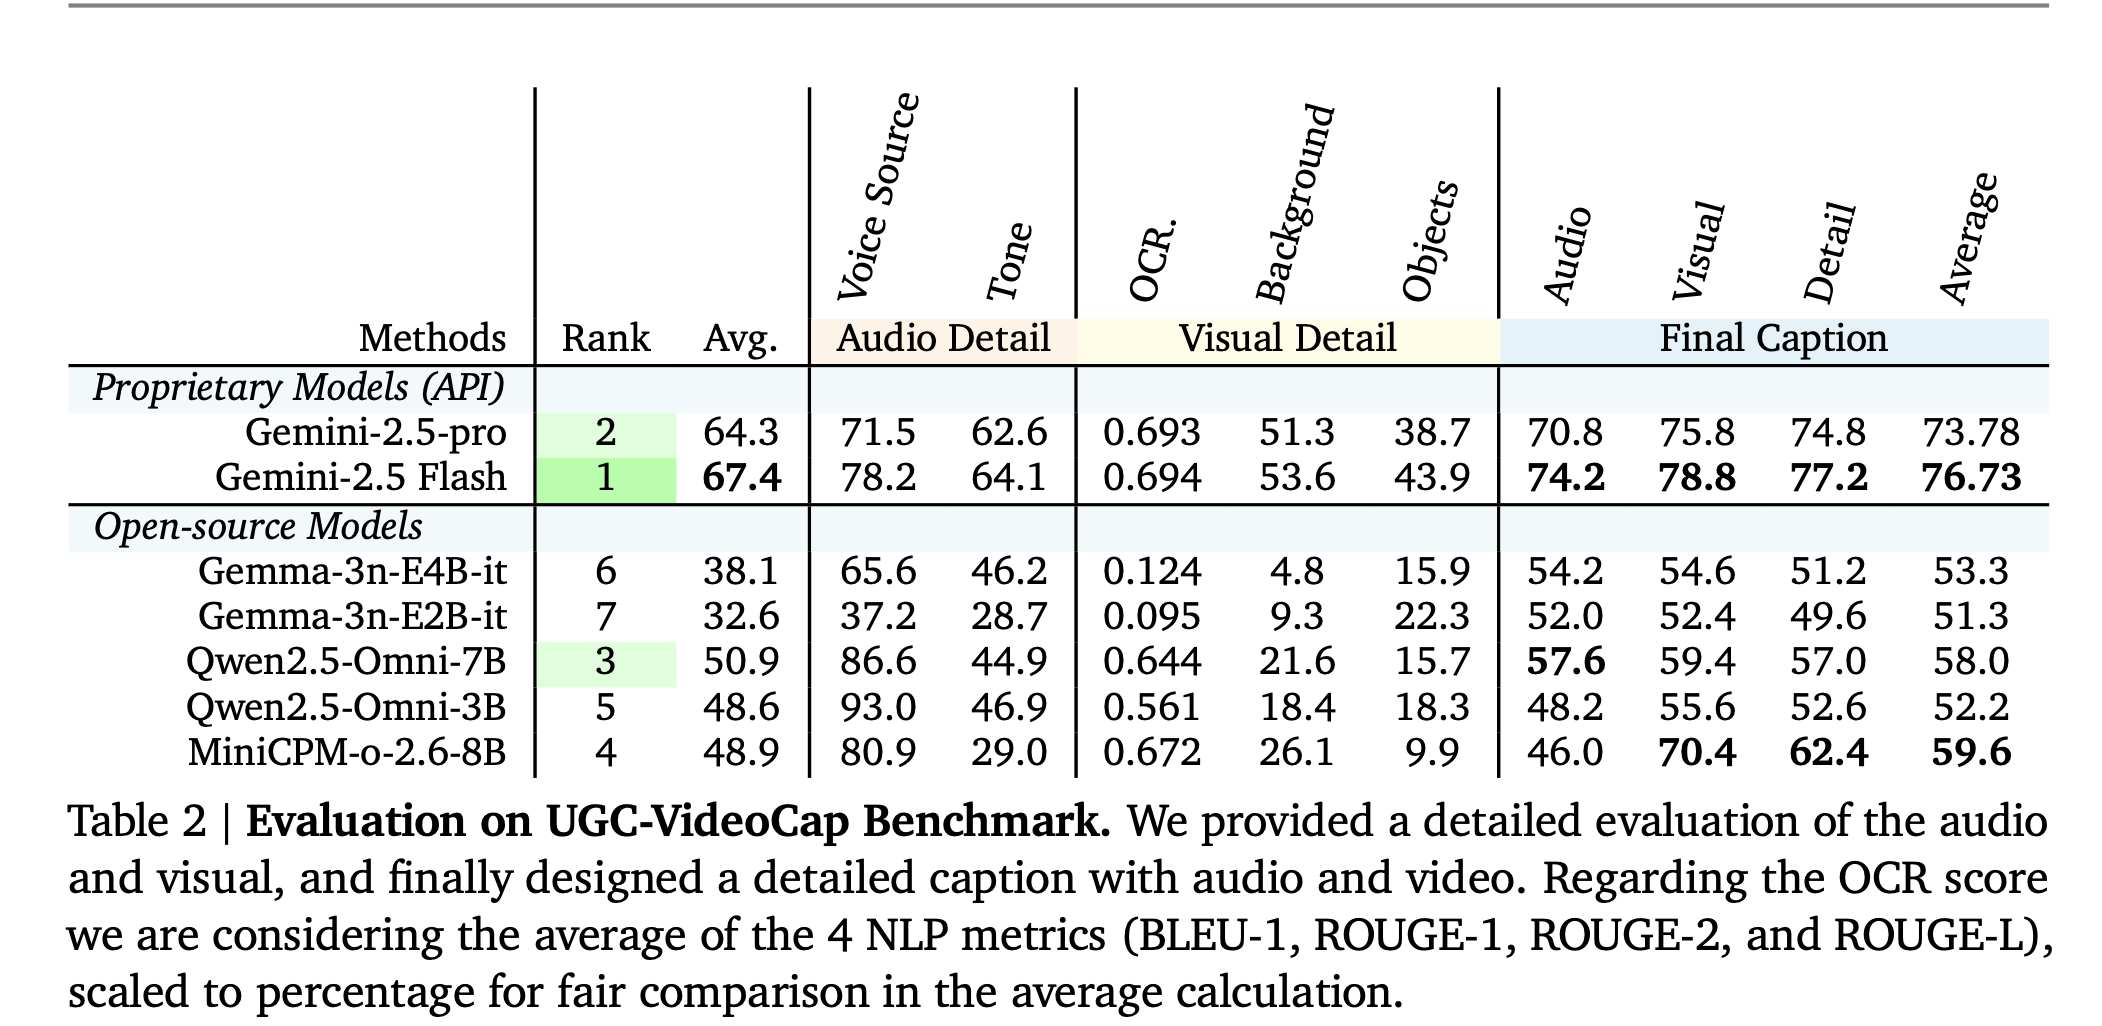 Voice Source Tone OCR. Background Objects Audio Visual Detail Average
Methods Rank Avg. Audio Detail Visual Detail Final Caption
Proprietary Models (API)
Gemini-2.5-pro 2 64.3 71.5 62.6 0.693 51.3 38.7 70.8 75.8 74.8 73.78
Gemini-2.5 Flash 1 67.4 78.2 64.1 0.694 53.6 43.9 74.2 78.8 77.2 76.73
Open-source Models
Gemma-3n-E4B-it 6 38.1 65.6 46.2 0.124 4.8 15.9 54.2 54.6 51.2 53.3
Gemma-3n-E2B-it 7 32.6 37.2 28.7 0.095 9.3 22.3 52.0 52.4 49.6 51.3
Qwen2.5-Omni-7B 3 50.9 86.6 44.9 0.644 21.6 15.7 57.6 59.4 57.0 58.0
Qwen2.5-Omni-3B 5 48.6 93.0 46.9 0.561 18.4 18.3 48.2 55.6 52.6 52.2
MiniCPM-o-2.6-8B 4 48.9 80.9 29.0 0.672 26.1 9.9 46.0 70.4 62.4 59.6
Table 2 | Evaluation on UGC-VideoCap Benchmark. We provided a detailed evaluation of the audio
and visual, and finally designed a detailed caption with audio and video. Regarding the OCR score
we are considering the average of the 4 NLP metrics (BLEU-1, ROUGE-1, ROUGE-2, and ROUGE-L),
scaled to percentage for fair comparison in the average calculation.